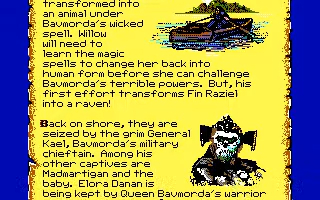 transformed into
an animal under
Bavmorda's wicked
spell. Willow
will need to
learn the magic
spells to change her back into
human form before she can challenge
Bavmorda's terrible powers. But, his
first effort transforms Fin Raziel
into a raven!
Back on shore, they are
seized by the grim General
Kael, Bavmorda's military
chieftain. Among his
other captives are
Madmartigan and the
baby. Elora Danan is
being kept by Queen Bavmorda's warrior